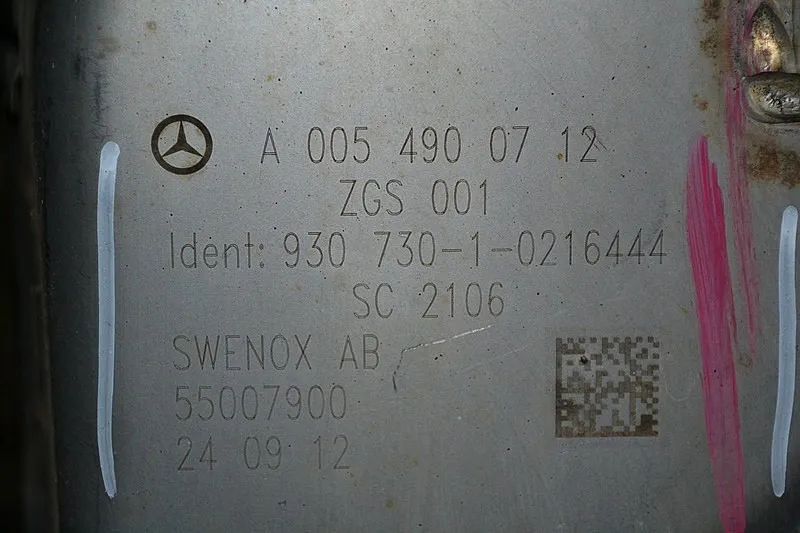 A 005 490 07 12
ZGS 001
Ident: 930 730-1-0216444
SC 2106
SWENOX AB
55007900
24 09 12